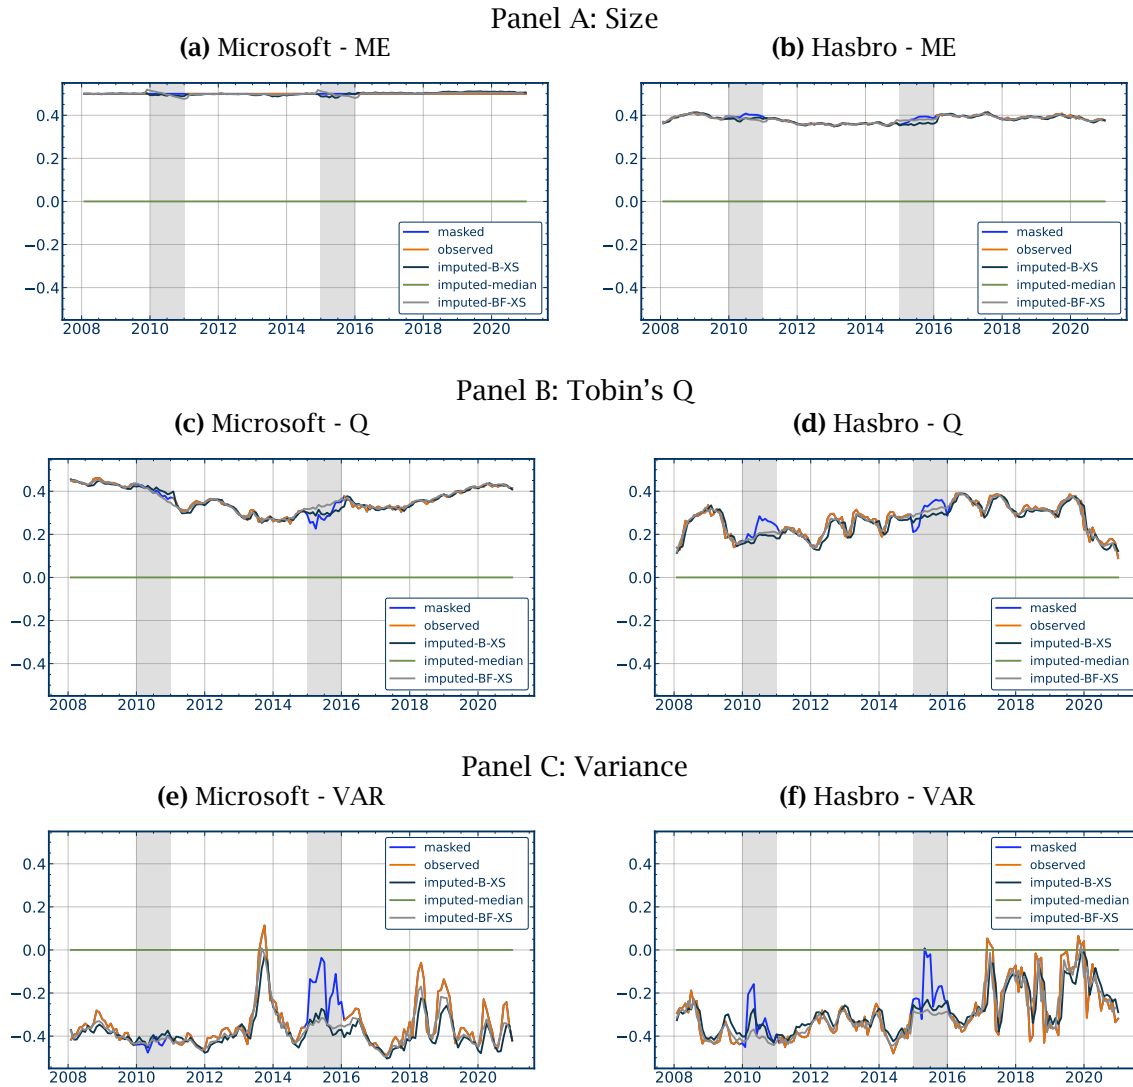 Panel A: Size
(a) Microsoft - ME
(b) Hasbro - ME
0.4
0.2
0.0
−0.2
−0.4
masked
observed
imputed-B-XS
imputed-median
imputed-BF-XS
2008 2010 2012 2014 2016 2018 2020
0.4
0.2
0.0
−0.2
−0.4
masked
observed
imputed-B-XS
imputed-median
imputed-BF-XS
2008 2010 2012 2014 2016 2018 2020
Panel B: Tobin's Q
(c) Microsoft - Q
(d) Hasbro - Q
0.4
0.2
0.0
−0.2
−0.4
masked
observed
imputed-B-XS
imputed-median
imputed-BF-XS
2008 2010 2012 2014 2016 2018 2020
0.4
0.2
0.0
−0.2
−0.4
masked
observed
imputed-B-XS
imputed-median
imputed-BF-XS
2008 2010 2012 2014 2016 2018 2020
Panel C: Variance
(e) Microsoft - VAR
(f) Hasbro - VAR
0.4
0.2
0.0
−0.2
−0.4
masked
observed
imputed-B-XS
imputed-median
imputed-BF-XS
2008 2010 2012 2014 2016 2018 2020
0.4
0.2
0.0
−0.2
−0.4
masked
observed
imputed-B-XS
imputed-median
imputed-BF-XS
2008 2010 2012 2014 2016 2018 2020